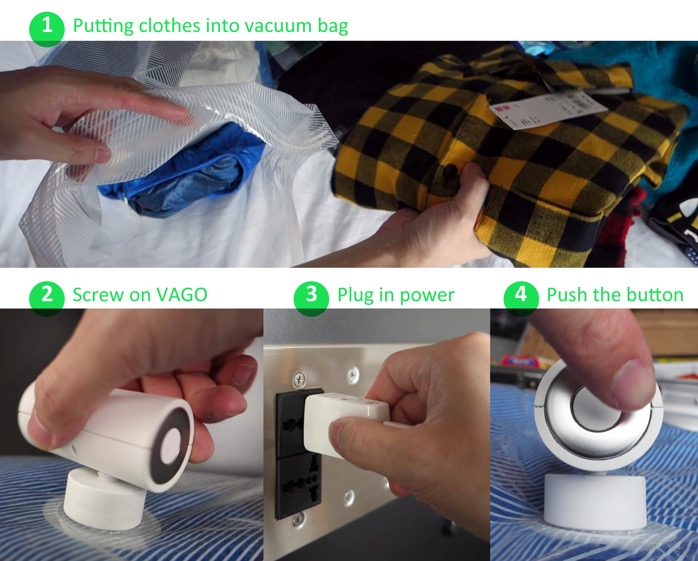 1 Putting clothes into vacuum bag
2 Screw on VAGO
3 Plug in power
4 Push the button